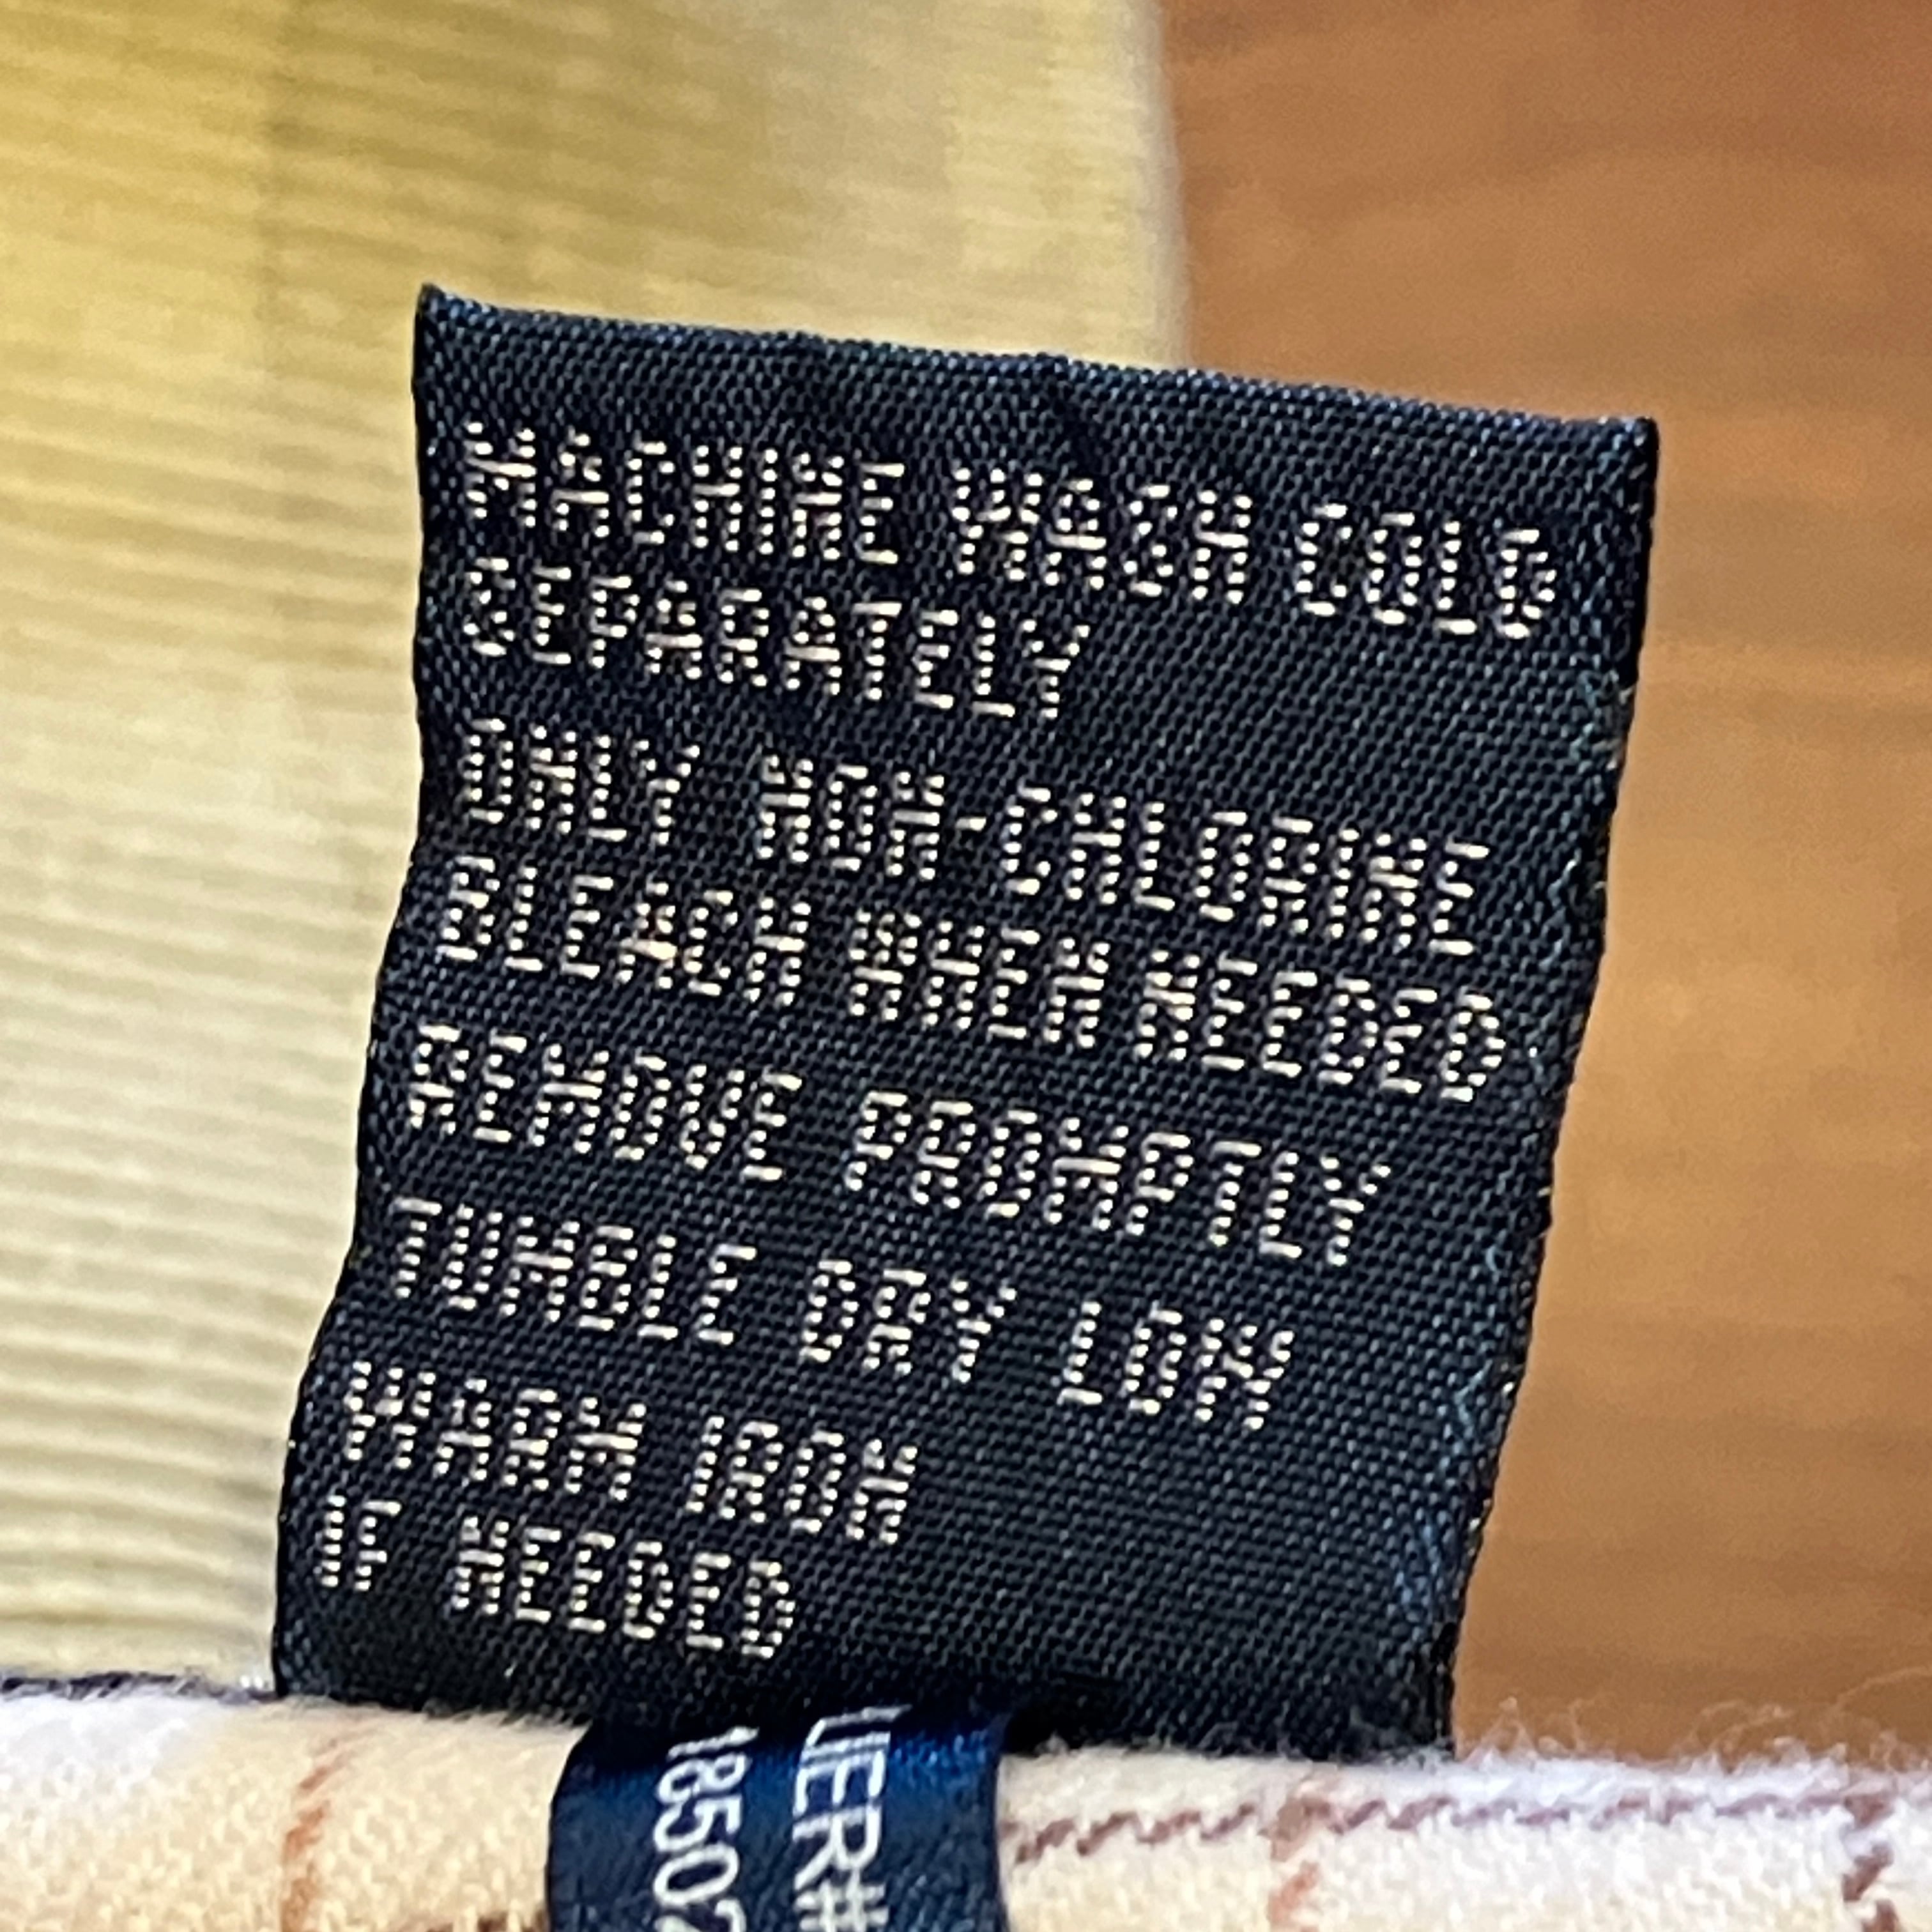 MACHINE WASH COLD
SEPARATELY
ONLY NON-CHLORINE
BLEACH WHEN NEEDED
REMOVE PROMPTLY
TUMBLE DRY LOW
WARM IRON
IF NEEDED